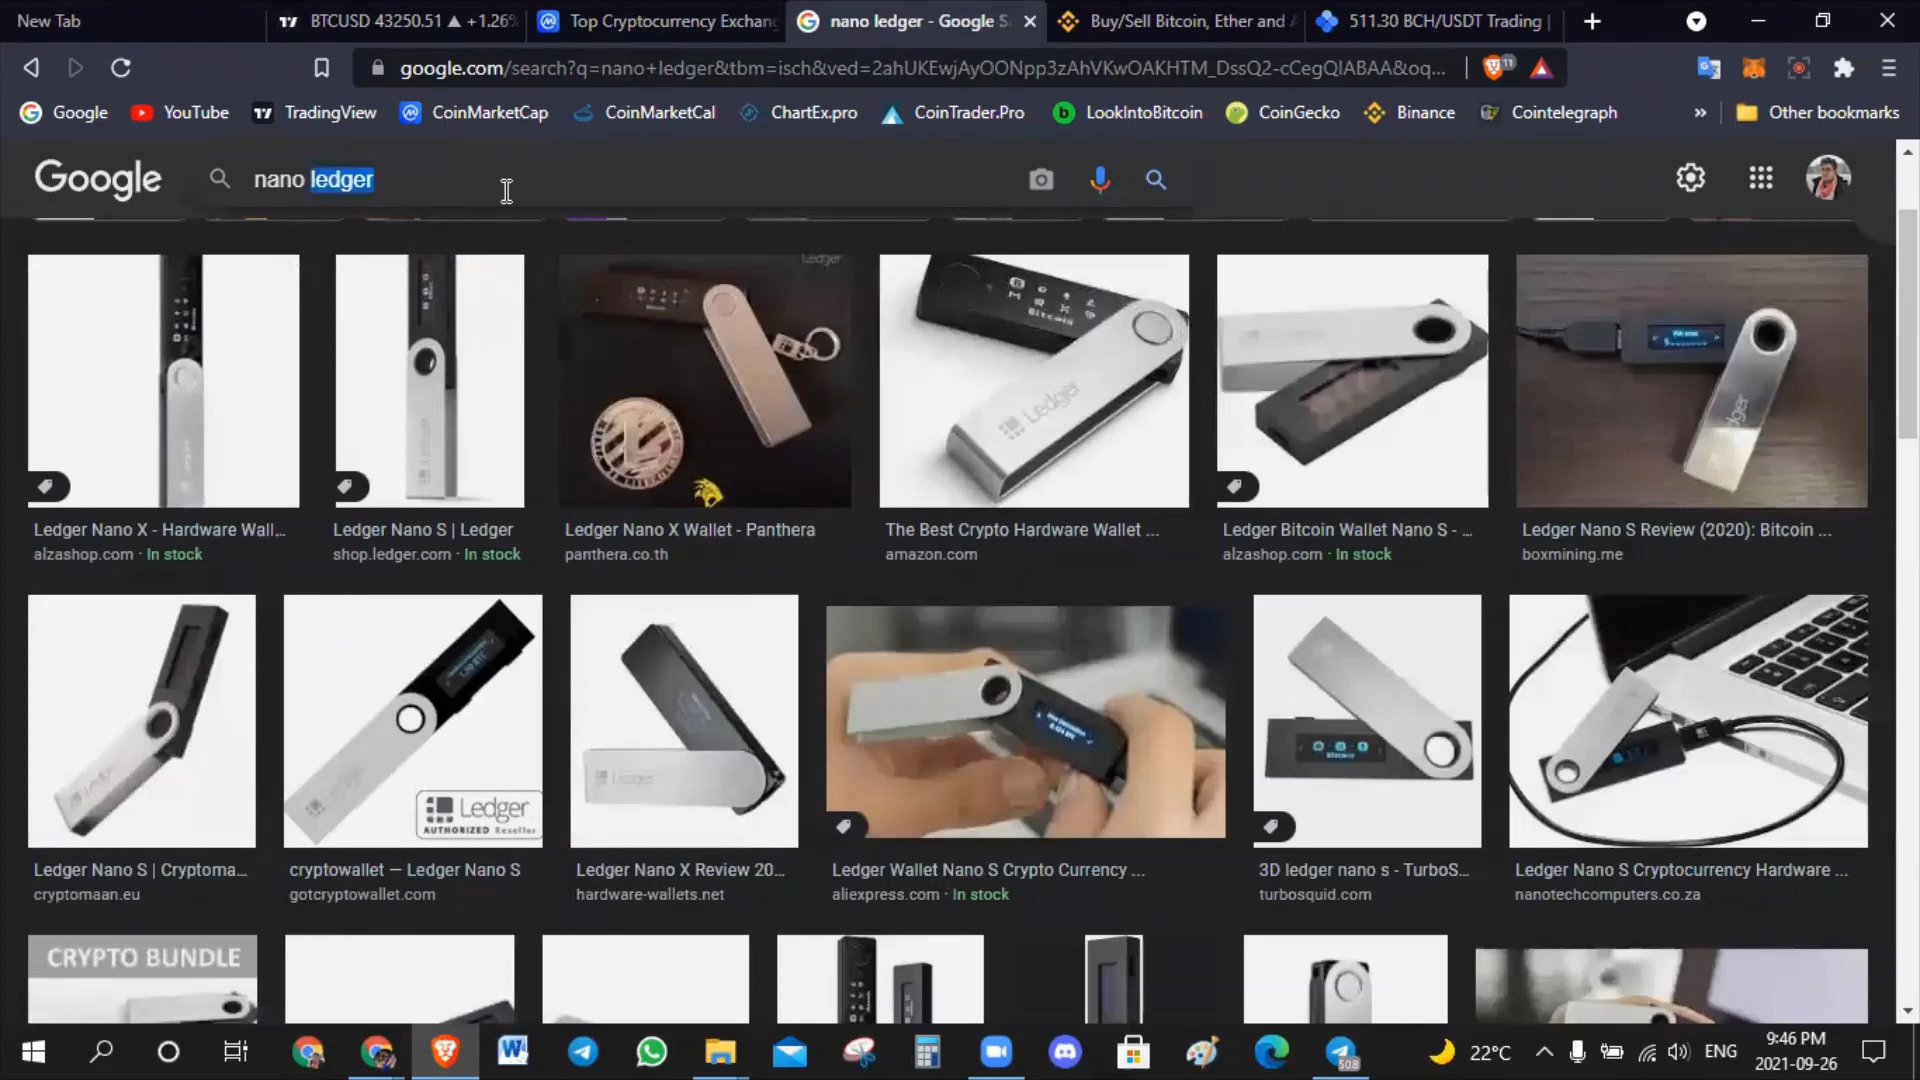 New Tab
BTCUSD 43250.51 ▲ +1.26%
Top Cryptocurrency Exchan
nano ledger - Google S
Buy/Sell Bitcoin, Ether and A
511.30 BCH/USDT Trading |
google.com/search?q=nano+ledger&tbm=isch&ved=2ahUKEwjAyOONpp3zAhVKwOAKHTM_DssQ2-cCegQIABAA&oq...
11
Google
YouTube
TradingView
CoinMarketCap
CoinMarketCal
ChartEx.pro
CoinTrader.Pro
LookIntoBitcoin
CoinGecko
Binance
Cointelegraph
»
Other bookmarks
Google
nano ledger
Ledger
Bitcoin
Ledger
Ledger Nano X - Hardware Wall...
alzashop.com · In stock
Ledger Nano S | Ledger
shop.ledger.com · In stock
Ledger Nano X Wallet - Panthera
panthera.co.th
The Best Crypto Hardware Wallet ...
amazon.com
Ledger Bitcoin Wallet Nano S - ...
alzashop.com · In stock
Ledger Nano S Review (2020): Bitcoin ...
boxmining.me
Ledger
AUTHORIZED Reseller
Ledger
Ledger Nano S | Cryptoma...
cryptomaan.eu
cryptowallet — Ledger Nano S
gotcryptowallet.com
Ledger Nano X Review 20...
hardware-wallets.net
Ledger Wallet Nano S Crypto Currency ...
aliexpress.com · In stock
3D ledger nano s - TurboS...
turbosquid.com
Ledger Nano S Cryptocurrency Hardware ...
nanotechcomputers.co.za
CRYPTO BUNDLE
508
22°C
ENG
9:46 PM
2021-09-26